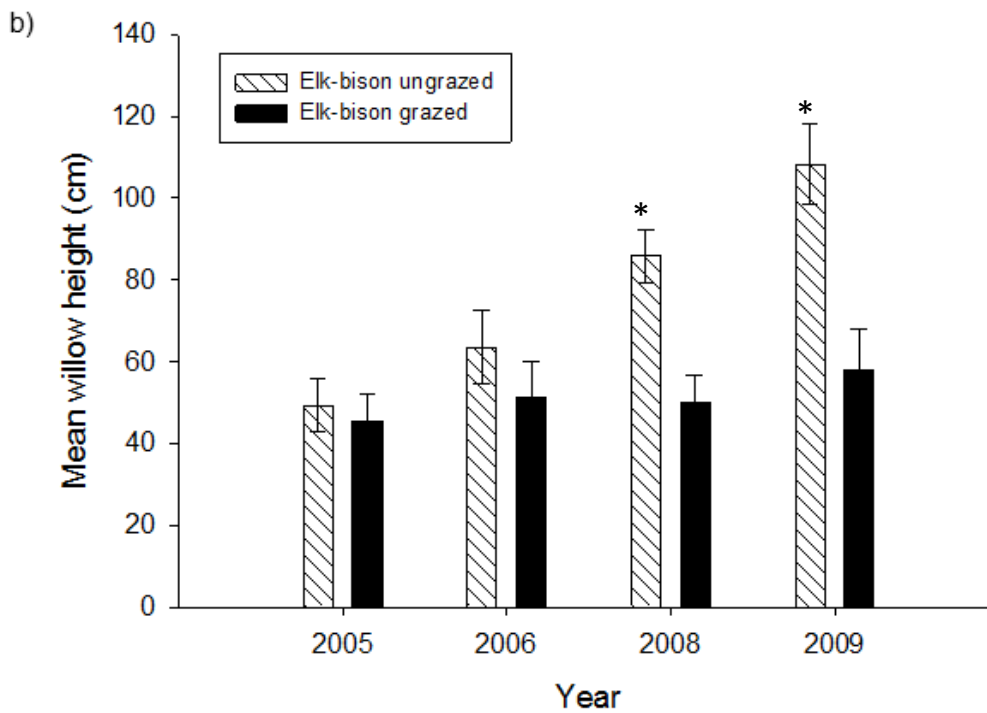 b)
140
120
100
80
60
40
20
0
Mean willow height (cm)
Elk-bison ungrazed
Elk-bison grazed
*
*
2005 2006 2008 2009
Year